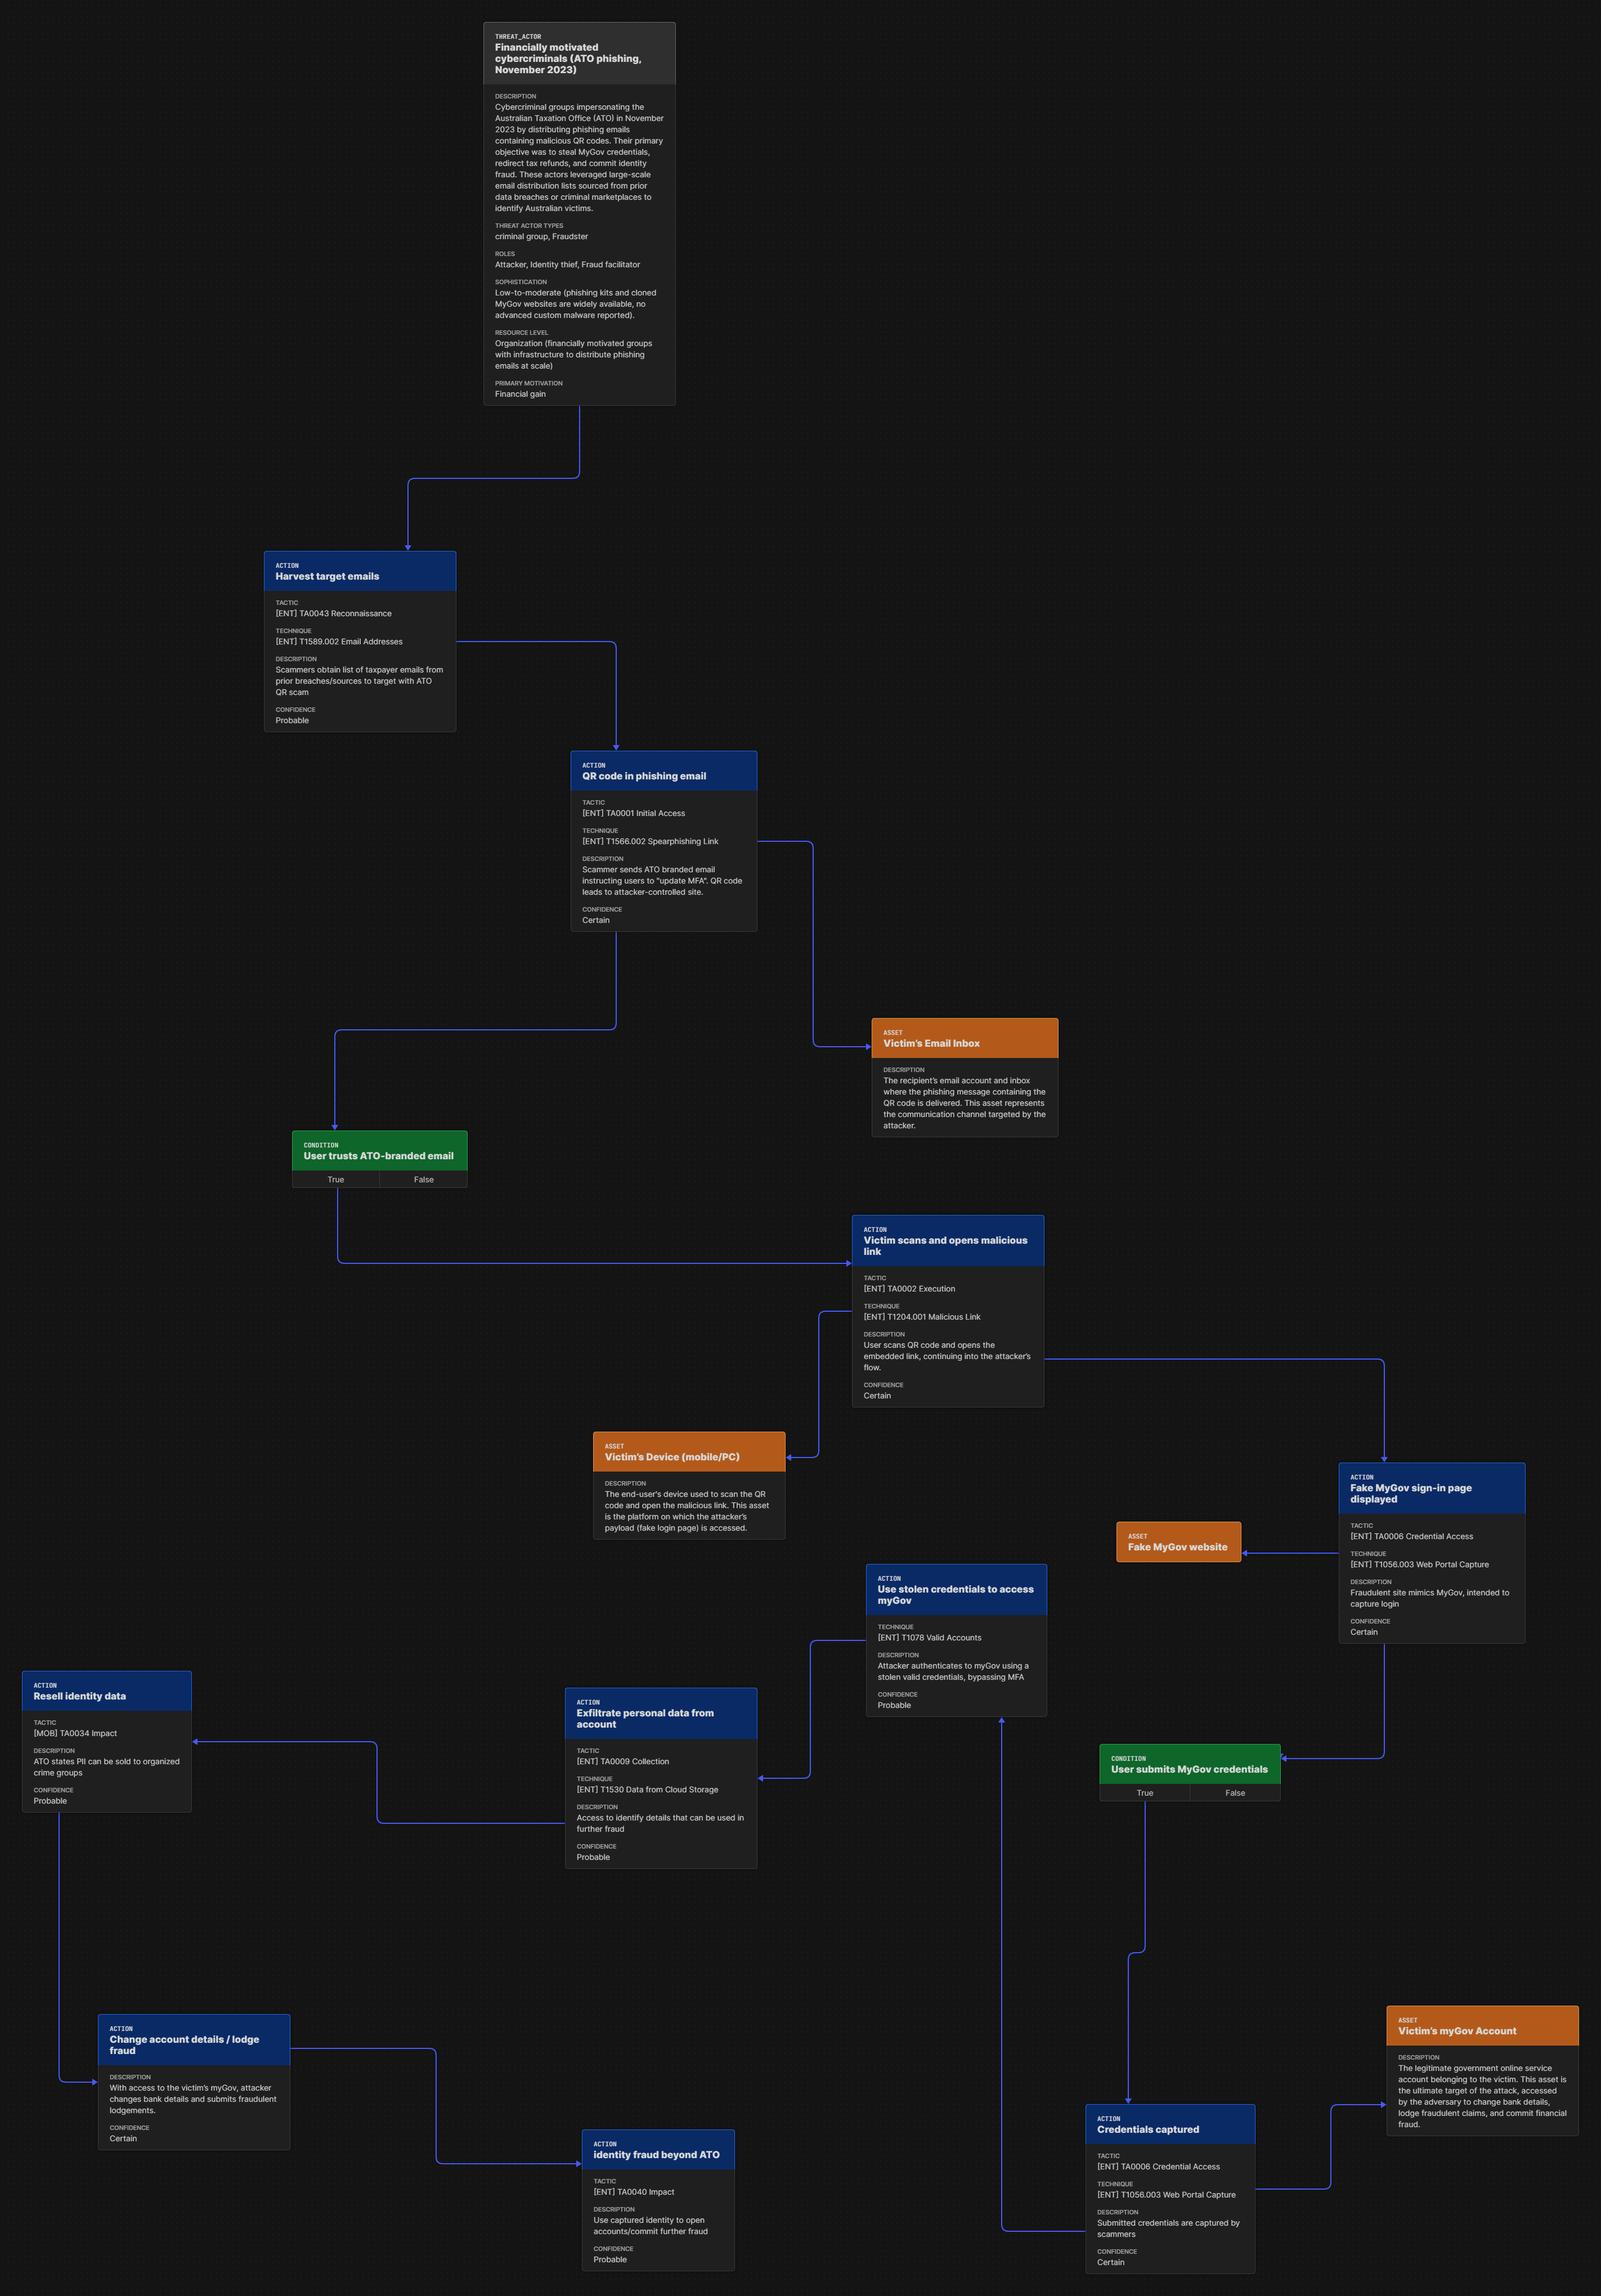 THREAT_ACTOR
Financially motivated
cybercriminals (ATO phishing,
November 2023)
DESCRIPTION
Cybercriminal groups impersonating the
Australian Taxation Office (ATO) in November
2023 by distributing phishing emails
containing malicious QR codes. Their primary
objective was to steal MyGov credentials,
redirect tax refunds, and commit identity
fraud. These actors leveraged large-scale
email distribution lists sourced from prior
data breaches or criminal marketplaces to
identify Australian victims.
THREAT ACTOR TYPES
criminal group, Fraudster
ROLES
Attacker, Identity thief, Fraud facilitator
SOPHISTICATION
Low-to-moderate (phishing kits and cloned
MyGov websites are widely available, no
advanced custom malware reported).
RESOURCE LEVEL
Organization (financially motivated groups
with infrastructure to distribute phishing
emails at scale)
PRIMARY MOTIVATION
Financial gain
ACTION
Harvest target emails
TACTIC
[ENT] TA0043 Reconnaissance
TECHNIQUE
[ENT] T1589.002 Email Addresses
DESCRIPTION
Scammers obtain list of taxpayer emails from
prior breaches/sources to target with ATO
QR scam
CONFIDENCE
Probable
ACTION
QR code in phishing email
TACTIC
[ENT] TA0001 Initial Access
TECHNIQUE
[ENT] T1566.002 Spearphishing Link
DESCRIPTION
Scammer sends ATO branded email
instructing users to "update MFA". QR code
leads to attacker-controlled site.
CONFIDENCE
Certain
ASSET
Victim's Email Inbox
DESCRIPTION
The recipient's email account and inbox
where the phishing message containing the
QR code is delivered. This asset represents
the communication channel targeted by the
attacker.
CONDITION
User trusts ATO-branded email
True
False
ACTION
Victim scans and opens malicious
link
TACTIC
[ENT] TA0002 Execution
TECHNIQUE
[ENT] T1204.001 Malicious Link
DESCRIPTION
User scans QR code and opens the
embedded link, continuing into the attacker's
flow.
CONFIDENCE
Certain
ASSET
Victim's Device (mobile/PC)
DESCRIPTION
The end-user's device used to scan the QR
code and open the malicious link. This asset
is the platform on which the attacker's
payload (fake login page) is accessed.
ACTION
Fake MyGov sign-in page
displayed
TACTIC
[ENT] TA0006 Credential Access
TECHNIQUE
[ENT] T1056.003 Web Portal Capture
DESCRIPTION
Fraudulent site mimics MyGov, intended to
capture login
CONFIDENCE
Certain
ASSET
Fake MyGov website
ACTION
Use stolen credentials to access
myGov
TECHNIQUE
[ENT] T1078 Valid Accounts
DESCRIPTION
Attacker authenticates to myGov using a
stolen valid credentials, bypassing MFA
CONFIDENCE
Probable
ACTION
Resell identity data
TACTIC
[MOB] TA0034 Impact
DESCRIPTION
ATO states PII can be sold to organized
crime groups
CONFIDENCE
Probable
ACTION
Exfiltrate personal data from
account
TACTIC
[ENT] TA0009 Collection
TECHNIQUE
[ENT] T1530 Data from Cloud Storage
DESCRIPTION
Access to identify details that can be used in
further fraud
CONFIDENCE
Probable
CONDITION
User submits MyGov credentials
True
False
ACTION
Change account details / lodge
fraud
DESCRIPTION
With access to the victim's myGov, attacker
changes bank details and submits fraudulent
lodgements.
CONFIDENCE
Certain
ASSET
Victim's myGov Account
DESCRIPTION
The legitimate government online service
account belonging to the victim. This asset is
the ultimate target of the attack, accessed
by the adversary to change bank details,
lodge fraudulent claims, and commit financial
fraud.
ACTION
Credentials captured
TACTIC
[ENT] TA0006 Credential Access
TECHNIQUE
[ENT] T1056.003 Web Portal Capture
DESCRIPTION
Submitted credentials are captured by
scammers
CONFIDENCE
Certain
ACTION
identity fraud beyond ATO
TACTIC
[ENT] TA0040 Impact
DESCRIPTION
Use captured identity to open
accounts/commit further fraud
CONFIDENCE
Probable